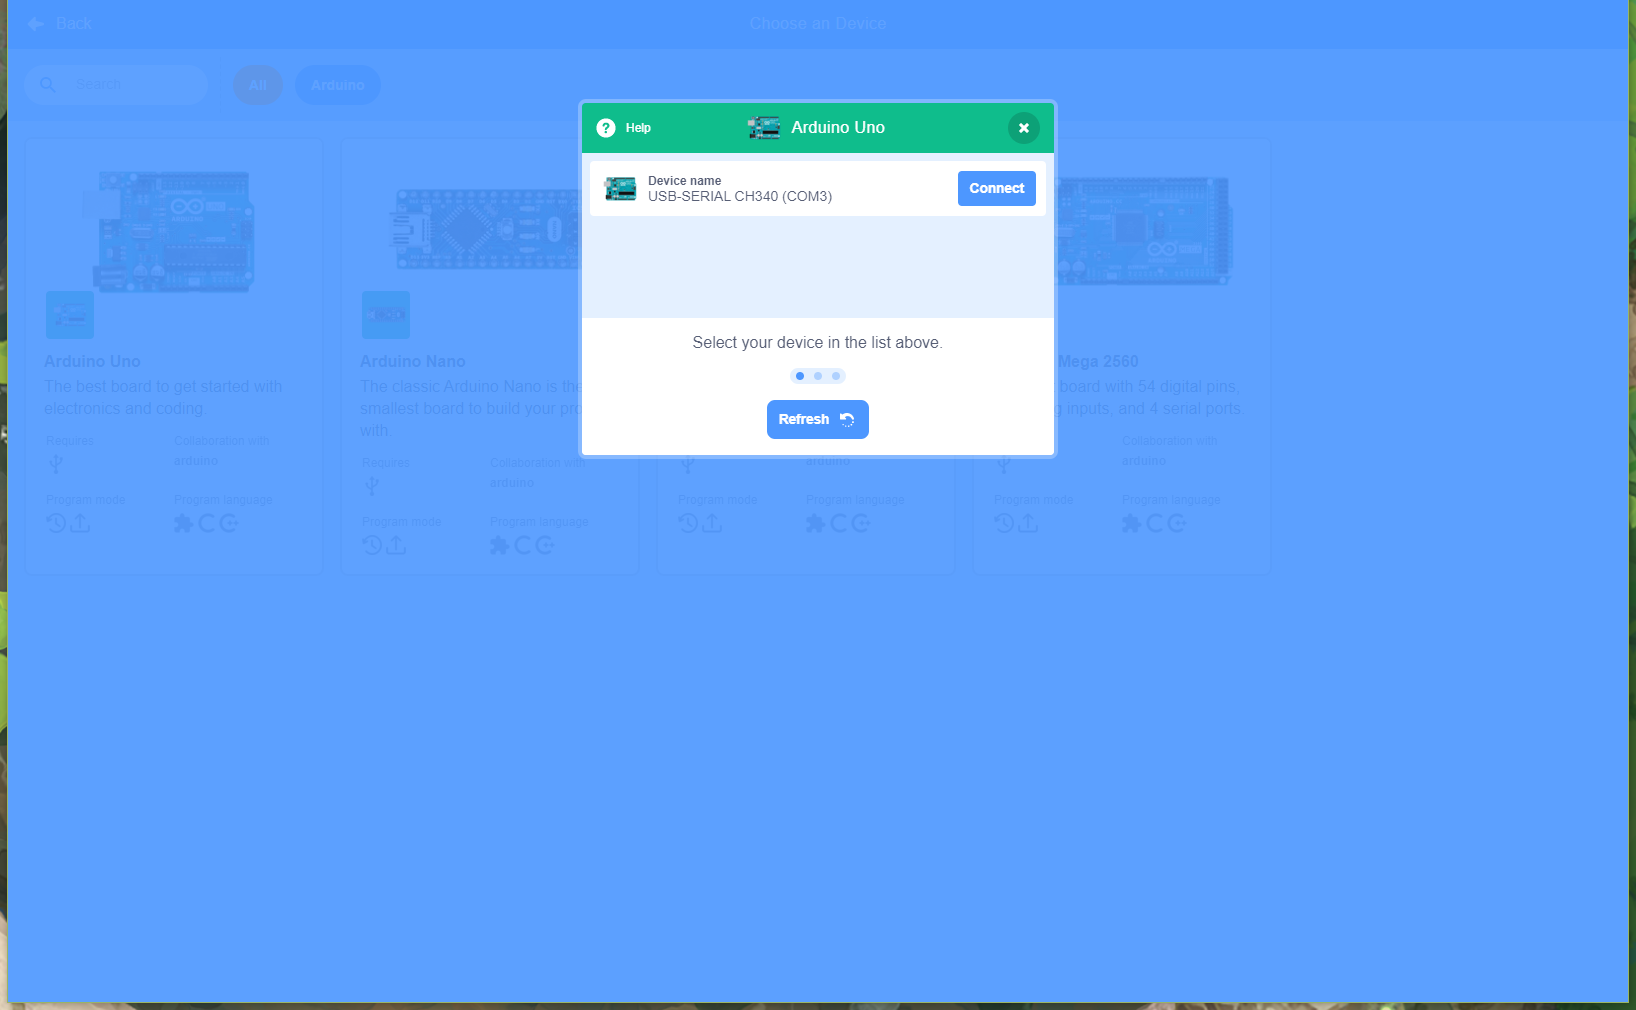 Back
Choose an Device
Search
All
Arduino
Help
Arduino Uno
Device name
USB-SERIAL CH340 (COM3)
Connect
Select your device in the list above.
Refresh
Arduino Uno
The best board to get started with
electronics and coding.
Requires
Collaboration with
arduino
Program mode
Program language
Arduino Nano
The classic Arduino Nano is the
smallest board to build your pro
with.
Requires
Collaboration with
arduino
Program mode
Program language
arduino
Program mode
Program language
Mega 2560
board with 54 digital pins,
g inputs, and 4 serial ports
Collaboration with
arduino
Program mode
Program language